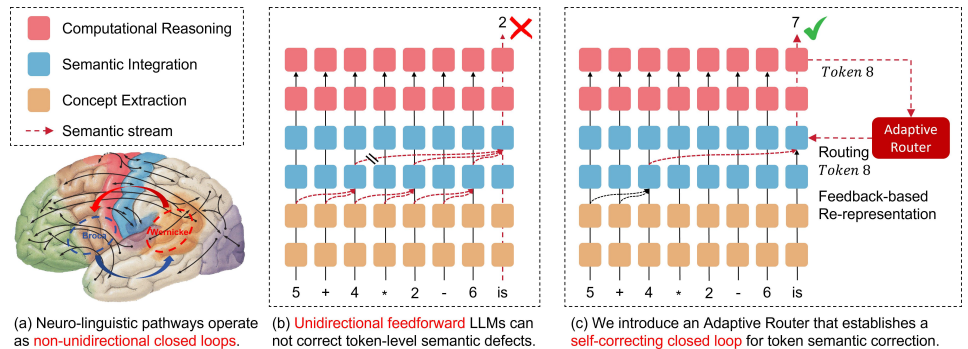 Computational Reasoning
Semantic Integration
Concept Extraction
Semantic stream
Broca
Wernicke
(a) Neuro-linguistic pathways operate
as non-unidirectional closed loops.
2
5 + 4 * 2 - 6 is
(b) Unidirectional feedforward LLMs can
not correct token-level semantic defects.
7
Token 8
Adaptive
Router
Routing
Token 8
Feedback-based
Re-representation
5 + 4 * 2 - 6 is
(c) We introduce an Adaptive Router that establishes a
self-correcting closed loop for token semantic correction.